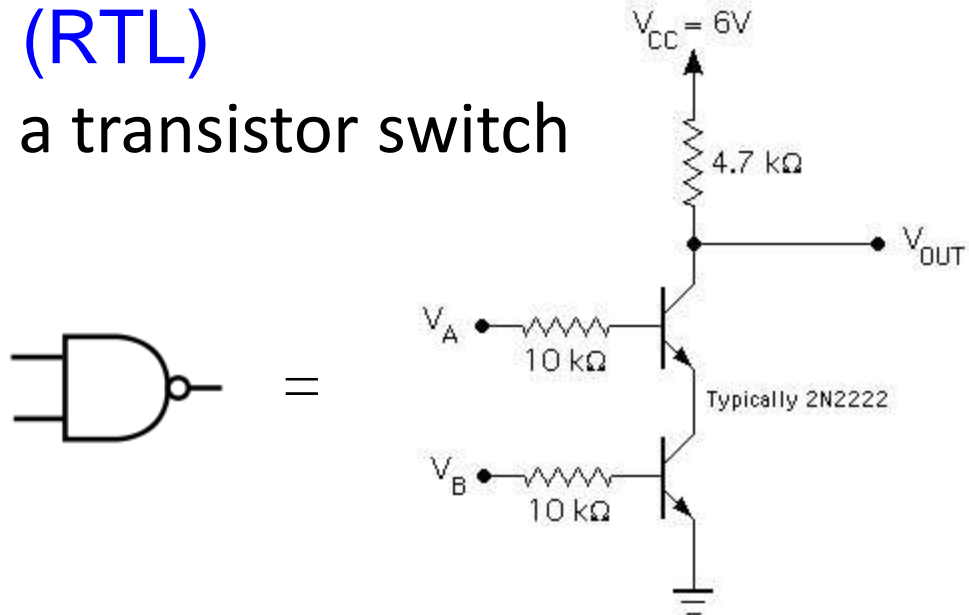 (RTL)
a transistor switch
VCC = 6V
4.7 kΩ
VOUT
VA
10 kΩ
=
Typically 2N2222
VB
10 kΩ